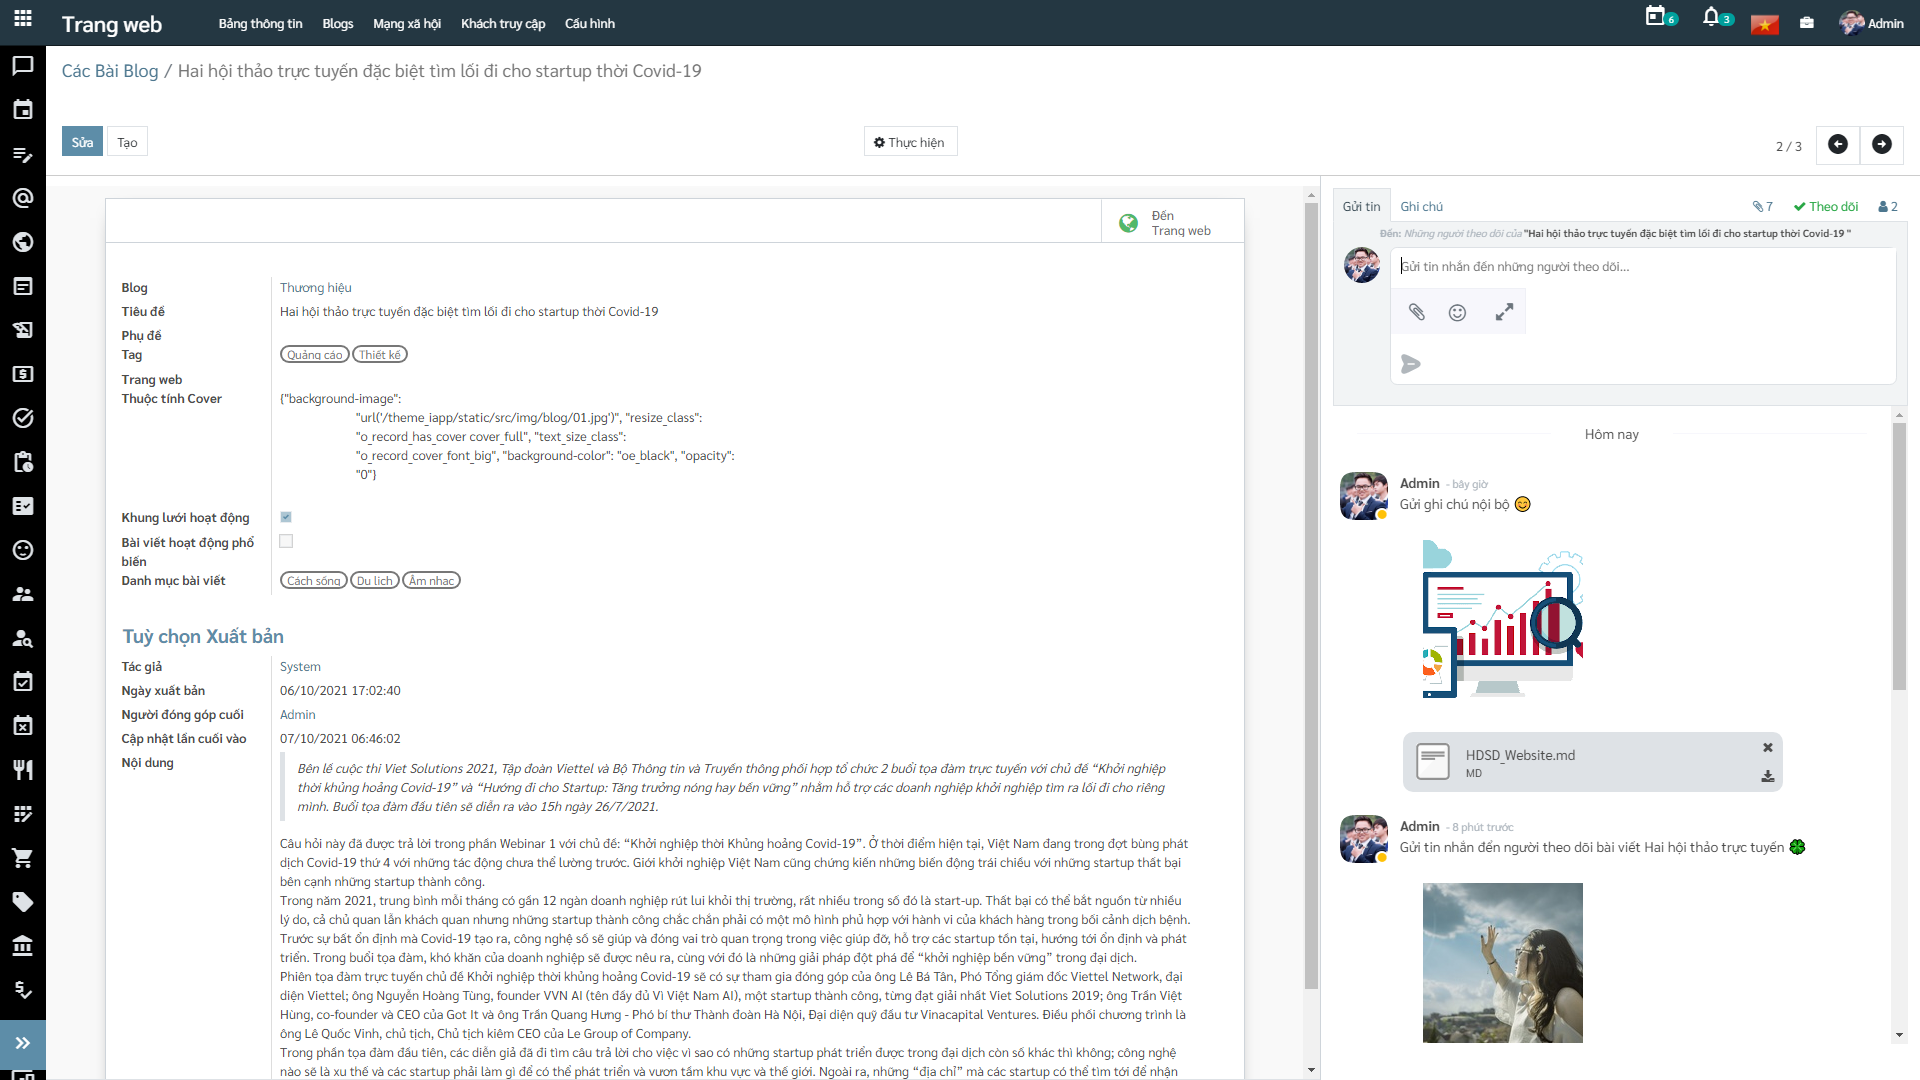 Trang web
Bảng thông tin
Blogs
Mạng xã hội
Khách truy cập
Cấu hình
6
3
Admin
Các Bài Blog / Hai hội thảo trực tuyến đặc biệt tìm lối đi cho startup thời Covid-19
Sửa
Tạo
Thực hiện
2 / 3
Đến
Trang web
Blog
Thương hiệu
Tiêu đề
Hai hội thảo trực tuyến đặc biệt tìm lối đi cho startup thời Covid-19
Phụ đề
Tag
Quảng cáo
Thiết kế
Trang web
Thuộc tính Cover
{"background-image":
"url('/theme_iapp/static/src/img/blog/01.jpg')", "resize_class":
"o_record_has_cover cover_full", "text_size_class":
"o_record_cover_font_big", "background-color": "oe_black", "opacity":
"0"}
Khung lưới hoạt động
Bài viết hoạt động phổ
biến
Danh mục bài viết
Cách sống
Du lịch
Âm nhạc
Tuỳ chọn Xuất bản
Tác giả
System
Ngày xuất bản
06/10/2021 17:02:40
Người đóng góp cuối
Admin
Cập nhật lần cuối vào
07/10/2021 06:46:02
Nội dung
Bên lề cuộc thi Viet Solutions 2021, Tập đoàn Viettel và Bộ Thông tin và Truyền thông phối hợp tổ chức 2 buổi tọa đàm trực tuyến với chủ đề “Khởi nghiệp
thời khủng hoảng Covid-19” và “Hướng đi cho Startup: Tăng trưởng nóng hay bền vững” nhằm hỗ trợ các doanh nghiệp khởi nghiệp tìm ra lối đi cho riêng
mình. Buổi tọa đàm đầu tiên sẽ diễn ra vào 15h ngày 26/7/2021.
Câu hỏi này đã được trả lời trong phần Webinar 1 với chủ đề: “Khởi nghiệp thời Khủng hoảng Covid-19”. Ở thời điểm hiện tại, Việt Nam đang trong đợt bùng phát
dịch Covid-19 thứ 4 với những tác động chưa thể lường trước. Giới khởi nghiệp Việt Nam cũng chứng kiến những biến động trái chiều với những startup thất bại
bên cạnh những startup thành công.
Trong năm 2021, trung bình mỗi tháng có gần 12 ngàn doanh nghiệp rút lui khỏi thị trường, rất nhiều trong số đó là start-up. Thất bại có thể bắt nguồn từ nhiều
lý do, cả chủ quan lẫn khách quan nhưng những startup thành công chắc chắn phải có một mô hình phù hợp với hành vi của khách hàng trong bối cảnh dịch bệnh.
Trước sự bất ổn định mà Covid-19 tạo ra, công nghệ số sẽ giúp và đóng vai trò quan trọng trong việc giúp đỡ, hỗ trợ các startup tồn tại, hướng tới ổn định và phát
triển. Trong buổi tọa đàm, khó khăn của doanh nghiệp sẽ được nêu ra, cùng với đó là những giải pháp đột phá để “khởi nghiệp bền vững” trong đại dịch.
Phiên tọa đàm trực tuyến chủ đề Khởi nghiệp thời khủng hoảng Covid-19 sẽ có sự tham gia đóng góp của ông Lê Bá Tân, Phó Tổng giám đốc Viettel Network, đại
diện Viettel; ông Nguyễn Hoàng Tùng, founder VVN AI (tên đầy đủ Vì Việt Nam AI), một startup thành công, từng đạt giải nhất Viet Solutions 2019; ông Trần Việt
Hùng, co-founder và CEO của Got It và ông Trần Quang Hưng - Phó bí thư Thành đoàn Hà Nội, Đại diện quỹ đầu tư Vinacapital Ventures. Điều phối chương trình là
ông Lê Quốc Vinh, chủ tịch, Chủ tịch kiêm CEO của Le Group of Company.
Trong phần tọa đàm đầu tiên, các diễn giả đã đi tìm câu trả lời cho việc vì sao có những startup phát triển được trong đại dịch còn số khác thì không; công nghệ
nào sẽ là xu thế và các startup phải làm gì để có thể phát triển và vươn tầm khu vực và thế giới. Ngoài ra, những “địa chỉ” mà các startup có thể tìm tới để nhận
Gửi tin
Ghi chú
7
Theo dõi
2
Đến: Những người theo dõi của "Hai hội thảo trực tuyến đặc biệt tìm lối đi cho startup thời Covid-19 "
Gửi tin nhắn đến những người theo dõi...
Hôm nay
Admin - bây giờ
Gửi ghi chú nội bộ
HDSD_Website.md
MD
Admin - 8 phút trước
Gửi tin nhắn đến người theo dõi bài viết Hai hội thảo trực tuyến